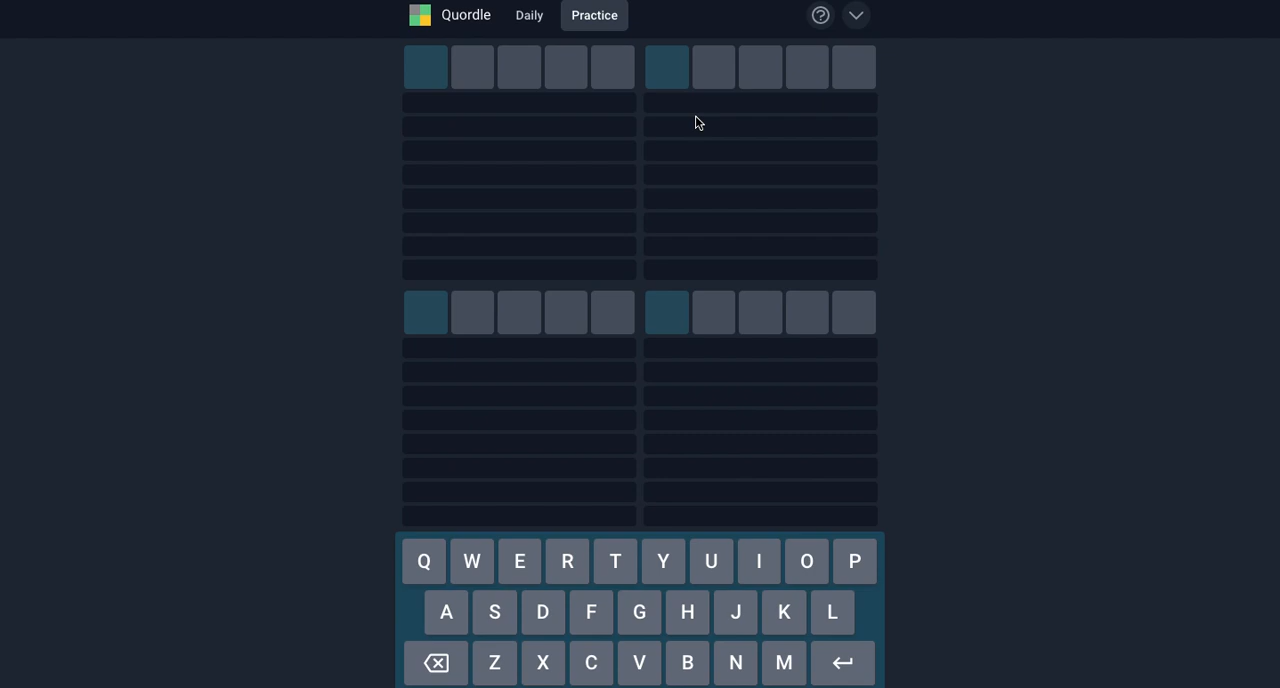 Quordle Daily Practice
Q W E R T Y U I O P
A S D F G H J K L
Z X C V B N M